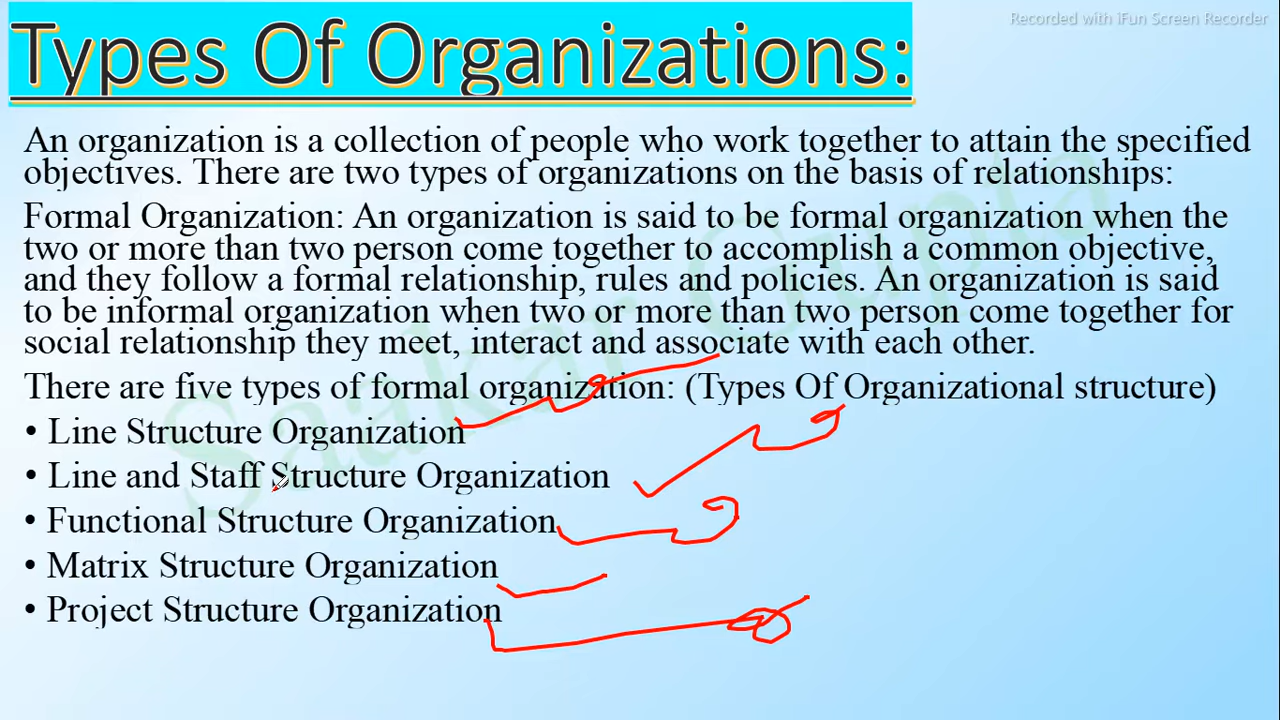 Recorded with iFun Screen Recorder
Types Of Organizations:
An organization is a collection of people who work together to attain the specified
objectives. There are two types of organizations on the basis of relationships:
Formal Organization: An organization is said to be formal organization when the
two or more than two person come together to accomplish a common objective,
and they follow a formal relationship, rules and policies. An organization is said
to be informal organization when two or more than two person come together for
social relationship they meet, interact and associate with each other.
There are five types of formal organization: (Types Of Organizational structure)
• Line Structure Organization
• Line and Staff Structure Organization
• Functional Structure Organization
• Matrix Structure Organization
• Project Structure Organization
Saakar Gupta